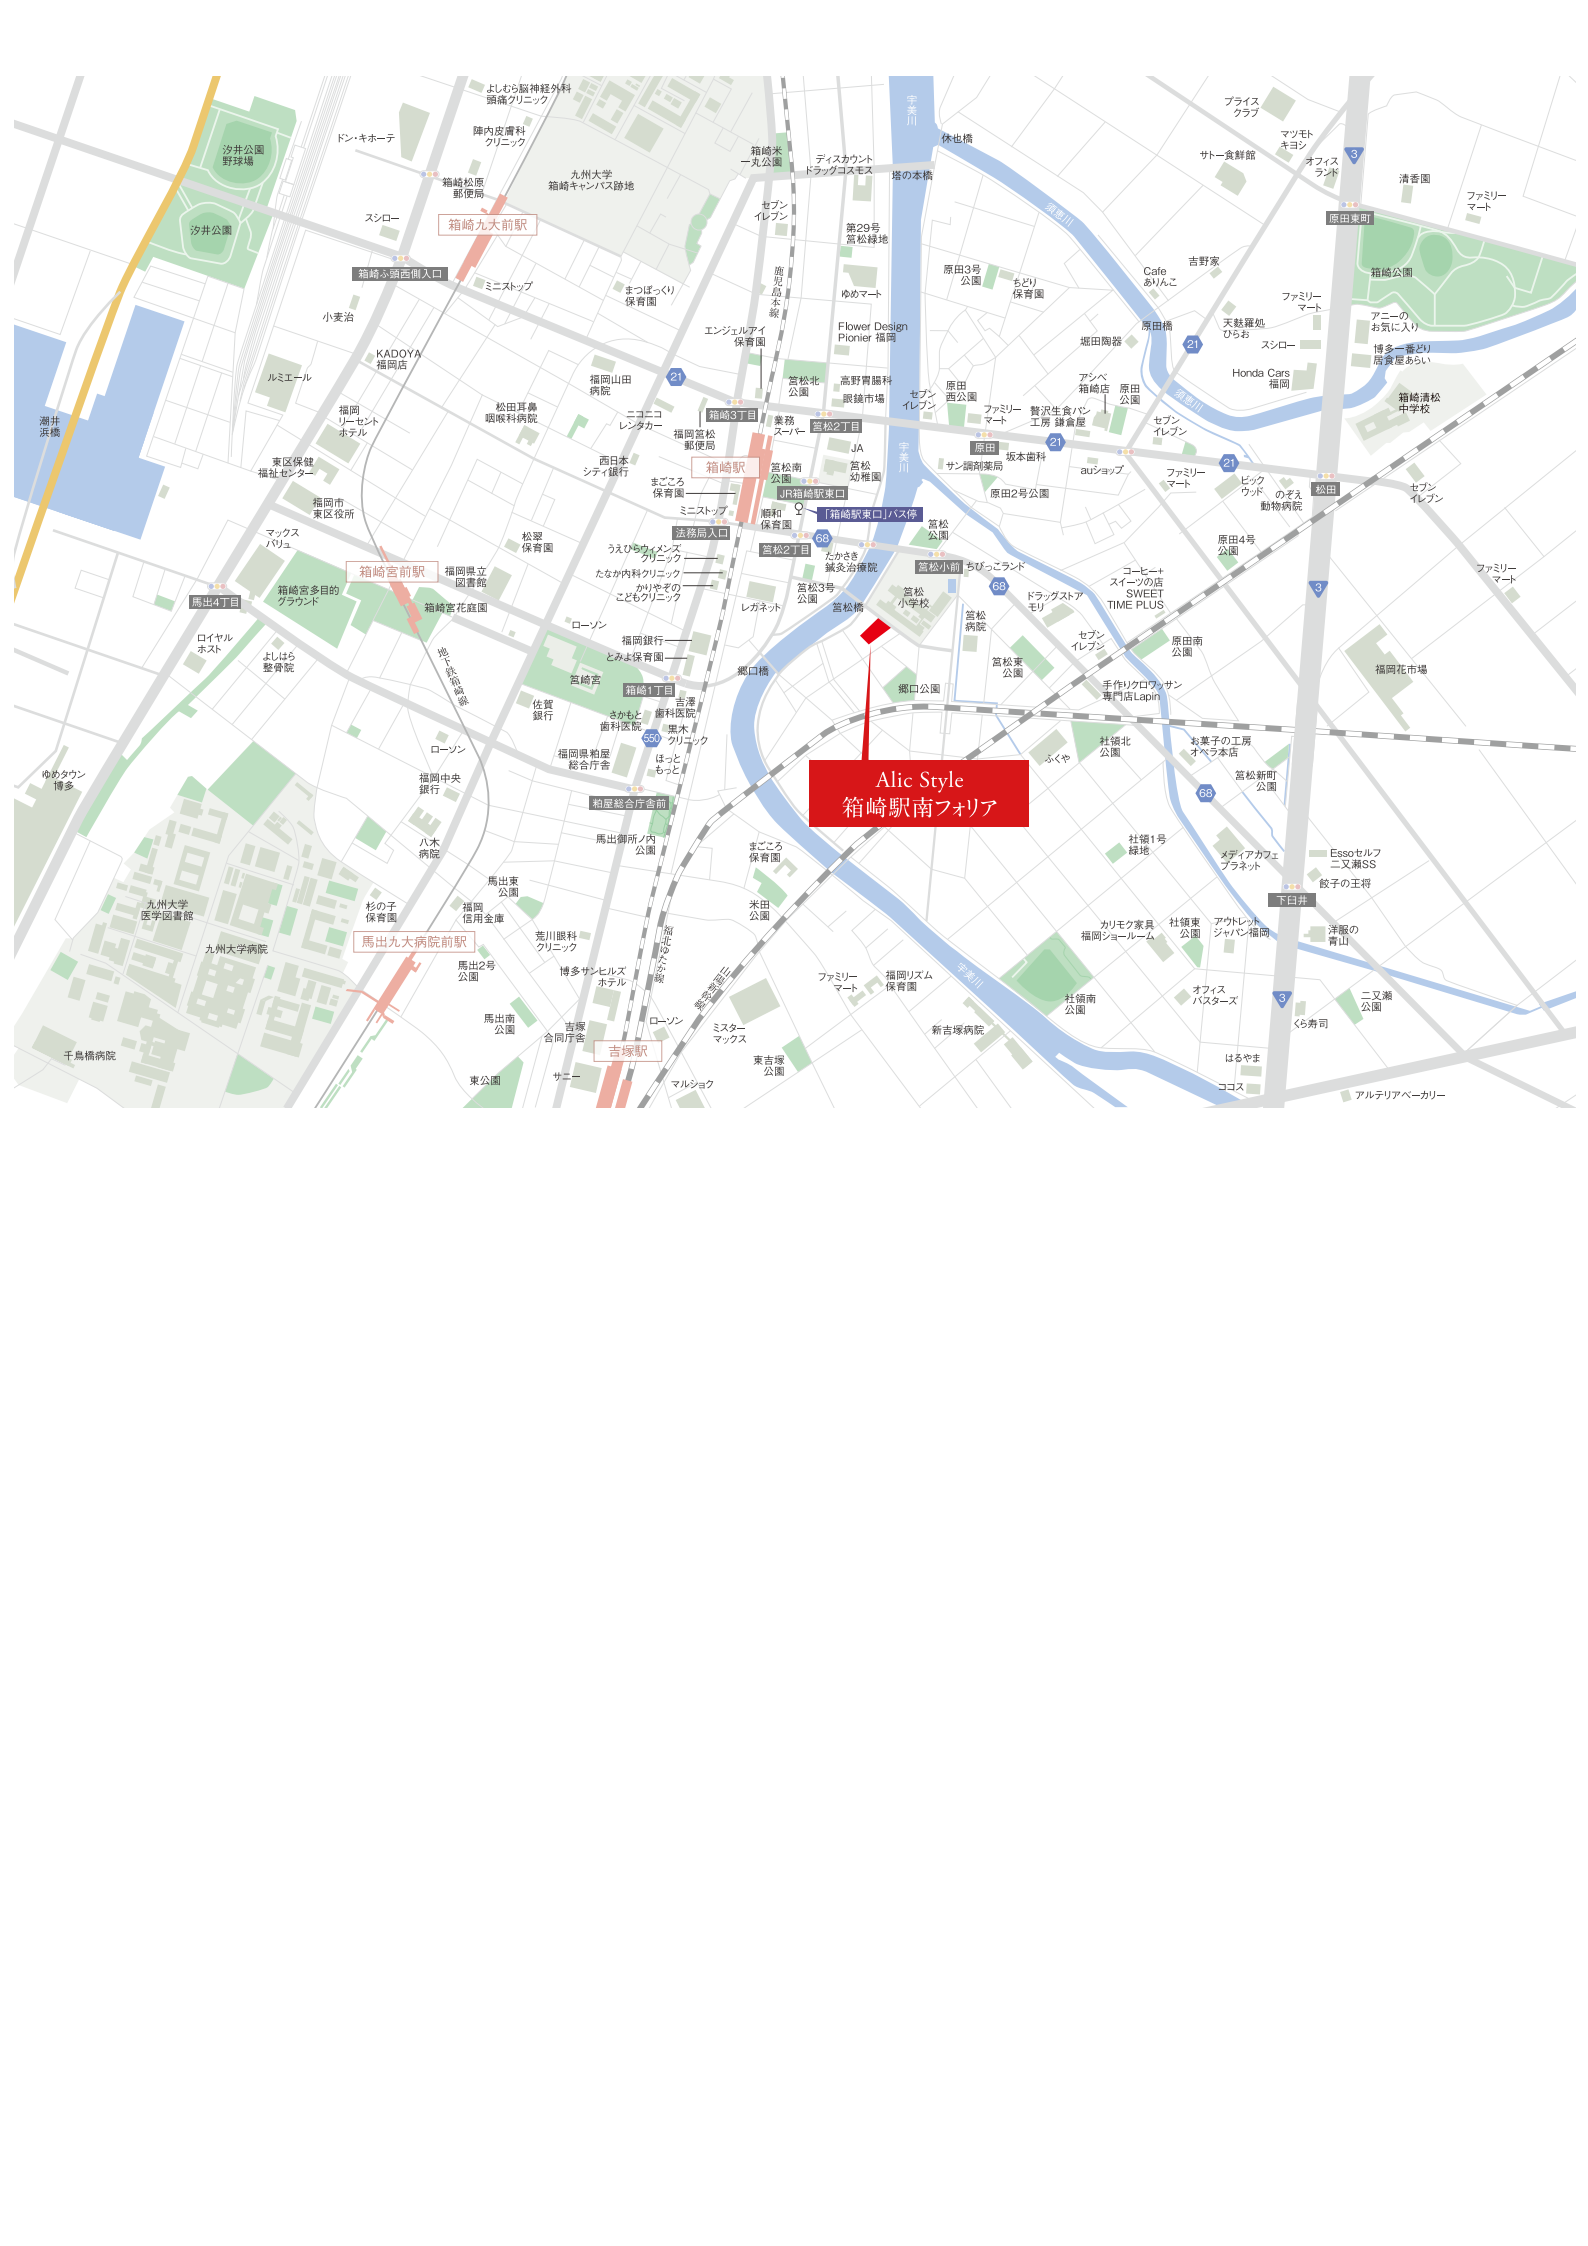 よしむら脳神経外科
頭痛クリニック
宇美川
プライス
クラブ
ドン・キホーテ
陣内皮膚科
クリニック
休也橋
マツモト
キヨシ
3
汐井公園
野球場
箱崎米
一丸公園
ディスカウント
ドラッグコスモス
塔の本橋
サトー食鮮館
オフィス
ランド
九州大学
箱崎キャンパス跡地
箱崎松原
郵便局
清香園
ファミリー
マート
スシロー
箱崎九大前駅
セブン
イレブン
須恵川
原田東町
汐井公園
第29号
筥松緑地
箱崎ふ頭西側入口
ミニストップ
鹿児島本線
原田3号
公園
ちどり
保育園
Cafe
ありんこ
吉野家
箱崎公園
まつぼっくり
保育園
ゆめマート
ファミリー
マート
小麦治
エンジェルアイ
保育園
Flower Design
Pionier 福岡
原田橋
天麩羅処
ひらお
アニーの
お気に入り
堀田陶器
21
スシロー
博多一番どり
居食屋あらい
KADOYA
福岡店
ルミエール
福岡山田
病院
21
筥松北
公園
高野胃腸科
眼鏡市場
セブン
イレブン
原田
西公園
アシベ
箱崎店
原田
公園
Honda Cars
福岡
須恵川
箱崎清松
中学校
潮井
浜橋
福岡
リーセント
ホテル
松田耳鼻
咽喉科病院
ニコニコ
レンタカー
箱崎3丁目
業務
スーパー
筥松2丁目
ファミリー
マート
贅沢生食パン
工房 鎌倉屋
セブン
イレブン
福岡筥松
郵便局
JA
宇美川
原田
21
坂本歯科
東区保健
福祉センター
西日本
シティ銀行
箱崎駅
筥松南
公園
筥松
幼稚園
サン調剤薬局
auショップ
ファミリー
マート
21
ビック
ウッド
のぞえ
動物病院
松田
セブン
イレブン
福岡市
東区役所
まごころ
保育園
JR箱崎駅東口
原田2号公園
ミニストップ
順和
保育園
「箱崎駅東口」バス停
マックス
バリュ
松翠
保育園
法務局入口
筥松2丁目
68
筥松
公園
原田4号
公園
うえひらウィメンズ
クリニック
たかさき
鍼灸治療院
筥松小前
ちびっこランド
箱崎宮前駅
福岡県立
図書館
たなか内科クリニック
かりやぞの
こどもクリニック
68
コーヒー+
スイーツの店
SWEET
TIME PLUS
3
ファミリー
マート
馬出4丁目
箱崎宮多目的
グラウンド
箱崎宮花庭園
レガネット
筥松3号
公園
筥松橋
筥松
小学校
ドラッグストア
モリ
ロイヤル
ホスト
ローソン
福岡銀行
筥松
病院
セブン
イレブン
原田南
公園
よしはら
整骨院
地下鉄箱崎線
とみよ保育園
郷口橋
筥松東
公園
福岡花市場
筥崎宮
箱崎1丁目
郷口公園
手作りクロワッサン
専門店Lapin
佐賀
銀行
さかもと
歯科医院
吉澤
歯科医院
黒木
クリニック
550
ローソン
福岡県粕屋
総合庁舎
ほっと
もっと
ふくや
社領北
公園
お菓子の工房
オペラ本店
ゆめタウン
博多
福岡中央
銀行
Alic Style
箱崎駅南フォリア
筥松新町
公園
68
粕屋総合庁舎前
八木
病院
馬出御所ノ内
公園
まごころ
保育園
社領1号
緑地
メディアカフェ
プラネット
Essoセルフ
二又瀬SS
餃子の王将
馬出東
公園
下臼井
九州大学
医学図書館
杉の子
保育園
福岡
信用金庫
米田
公園
カリモク家具
福岡ショールーム
社領東
公園
アウトレット
ジャパン福岡
洋服の
青山
九州大学病院
馬出九大病院前駅
荒川眼科
クリニック
福北ゆたか線
馬出2号
公園
博多サンヒルズ
ホテル
山陽新幹線
ファミリー
マート
福岡リズム
保育園
宇美川
オフィス
バスターズ
3
二又瀬
公園
社領南
公園
馬出南
公園
吉塚
合同庁舎
ローソン
ミスター
マックス
新吉塚病院
くら寿司
千鳥橋病院
吉塚駅
東吉塚
公園
はるやま
東公園
サニー
マルショク
ココス
アルテリアベーカリー